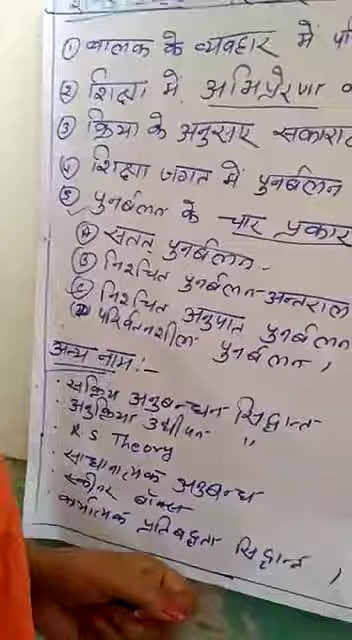 ① बालक के व्यवहार में
② शिक्षा में अभिप्रेरणा
③ क्रिया के अनुसार
④ शिक्षा जगत में पुनर्बलन
⑤ पुनर्बलन के चार प्रकार
Ⓐ सतत पुनर्बलन -
Ⓑ निश्चित पुनर्बलन-अन्तराल
Ⓒ निश्चित अनुपात पुनर्बलन
Ⓓ परिवर्तनशील पुनर्बलन,
अन्य नाम:-
· सक्रिय अनुबन्धन सिद्धान्त
· अनुक्रिया उद्दीपन "
· R S Theory
· साधनात्मक अनुबन्ध
· स्कीनर बॉक्स
· कार्यात्मक प्रतिबद्धता सिद्धान्त,